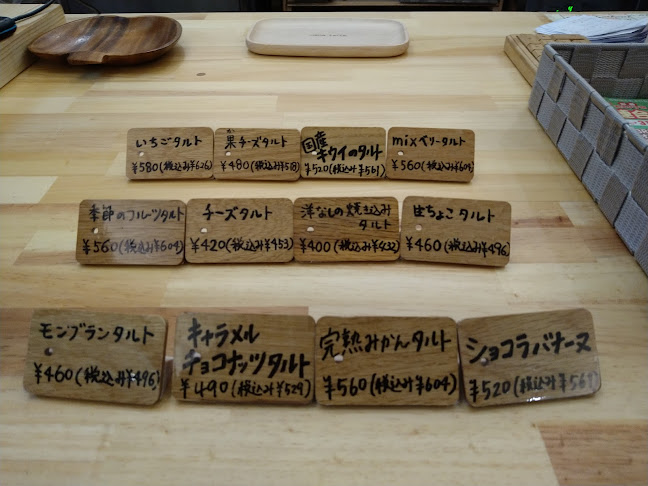 いちごタルト
¥580(税込み¥626)
果チーズタルト
¥480(税込み¥518)
国産
キウイのタルト
¥520(税込み¥561)
mixベリータルト
¥560(税込み¥604)
季節のフルーツタルト
¥560(税込み¥604)
チーズタルト
¥420(税込み¥453)
洋なしの焼き込み
タルト
¥400(税込み¥432)
生ちょこタルト
¥460(税込み¥496)
モンブランタルト
¥460(税込み¥496)
キャラメル
チョコナッツタルト
¥490(税込み¥529)
完熟みかんタルト
¥560(税込み¥604)
ショコラバナーヌ
¥520(税込み¥561)